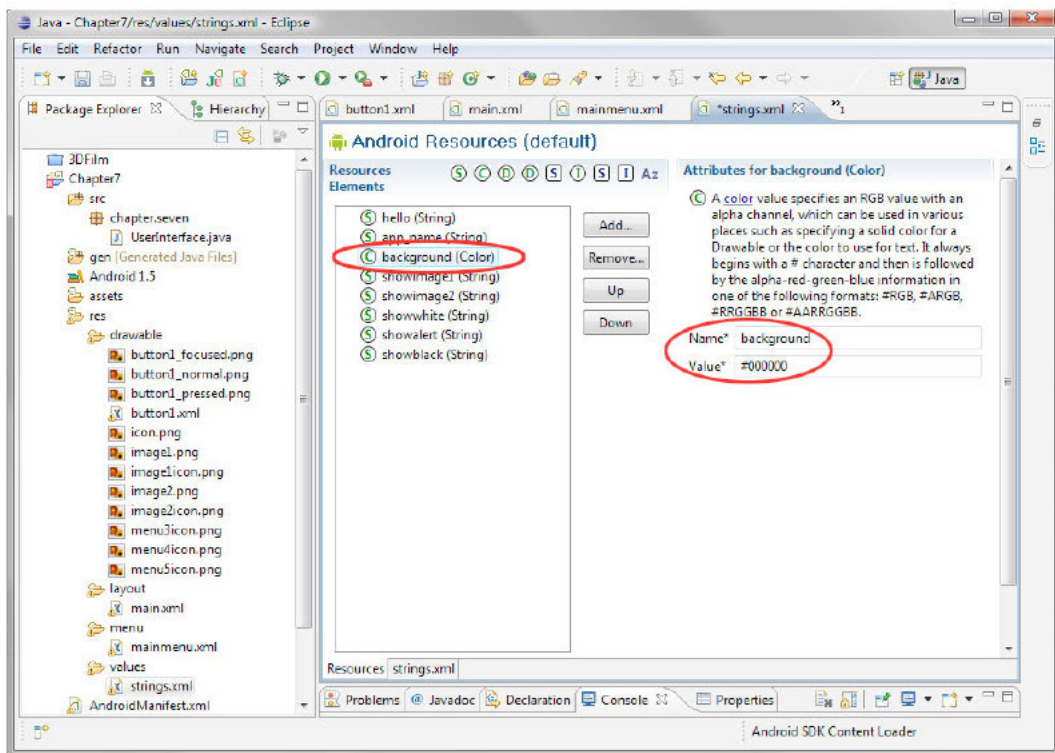 Java - Chapter7/res/values/strings.xml - Eclipse
File Edit Refactor Run Navigate Search Project Window Help
Java
Package Explorer
Hierarchy
3DFilm
Chapter7
src
chapter.seven
UserInterface.java
gen [Generated Java Files]
Android 1.5
assets
res
drawable
button1_focused.png
button1_normal.png
button1_pressed.png
button1.xml
icon.png
image1.png
image1icon.png
image2.png
image2icon.png
menu3icon.png
menu4icon.png
menu5icon.png
layout
main.xml
menu
mainmenu.xml
values
strings.xml
AndroidManifest.xml
button1.xml
main.xml
mainmenu.xml
*strings.xml
»1
Android Resources (default)
Resources Elements
S C D D S I S I Az
S hello (String)
S app_name (String)
C background (Color)
S showimage1 (String)
S showimage2 (String)
S showwhite (String)
S showalert (String)
S showblack (String)
Add...
Remove...
Up
Down
Attributes for background (Color)
C A color value specifies an RGB value with an
alpha channel, which can be used in various
places such as specifying a solid color for a
Drawable or the color to use for text. It always
begins with a # character and then is followed
by the alpha-red-green-blue information in
one of the following formats: #RGB, #ARGB,
#RRGGBB or #AARRGGBB.
Name* background
Value* #000000
Resources strings.xml
Problems @ Javadoc Declaration Console Properties
Android SDK Content Loader